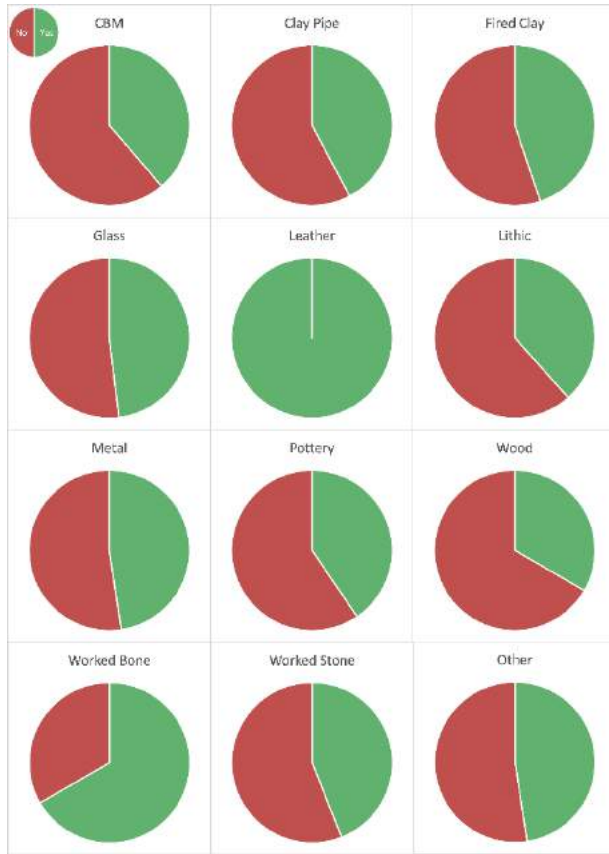 No Yes
CBM
Clay Pipe
Fired Clay
Glass
Leather
Lithic
Metal
Pottery
Wood
Worked Bone
Worked Stone
Other